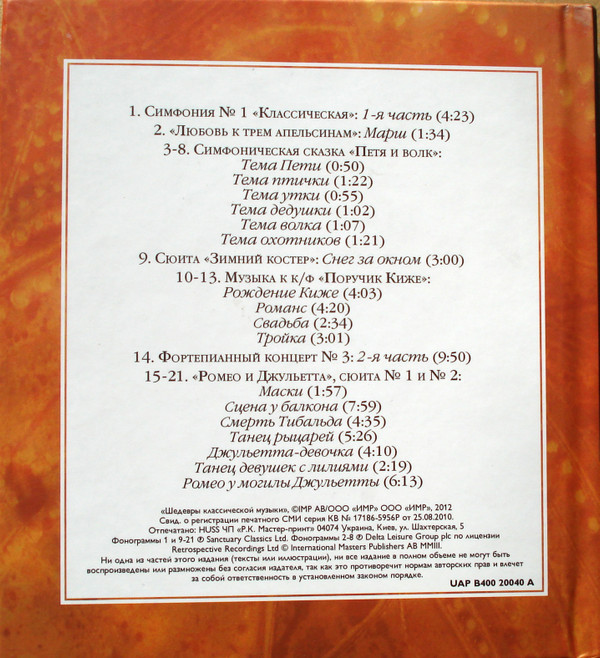 1. Симфония № 1 «Классическая»: 1-я часть (4:23)
2. «Любовь к трем апельсинам»: Марш (1:34)
3-8. Симфоническая сказка «Петя и волк»:
Тема Пети (0:50)
Тема птички (1:22)
Тема утки (0:55)
Тема дедушки (1:02)
Тема волка (1:07)
Тема охотников (1:21)
9. Сюита «Зимний костер»: Снег за окном (3:00)
10-13. Музыка к к/ф «Поручик Киже»:
Рождение Киже (4:03)
Романс (4:20)
Свадьба (2:34)
Тройка (3:01)
14. Фортепианный концерт № 3: 2-я часть (9:50)
15-21. «Ромео и Джульетта», сюита № 1 и № 2:
Маски (1:57)
Сцена у балкона (7:59)
Смерть Тибальда (4:35)
Танец рыцарей (5:26)
Джульетта-девочка (4:10)
Танец девушек с лилиями (2:19)
Ромео у могилы Джульетты (6:13)
«Шедевры классической музыки», ©IMP AB/ООО «ИМР» ООО «ИМР», 2012
Свид. о регистрации печатного СМИ серия КВ № 17186-5956Р от 25.08.2010.
Отпечатано: HUSS ЧП «Р.К. Мастер-принт» 04074 Украина, Киев, ул. Шахтерская, 5
Фонограммы 1 и 9-21 ℗ Sanctuary Classics Ltd. Фонограммы 2-8 ℗ Delta Leisure Group plc по лицензии
Retrospective Recordings Ltd © International Masters Publishers AB MMIII.
Ни одна из частей этого издания (тексты или иллюстрации), ни все издание в полном объеме не могут быть
воспроизведены или размножены без согласия издателя, так как это противоречит нормам авторских прав и влечет
за собой ответственность в установленном законом порядке.
UAP B400 20040 A